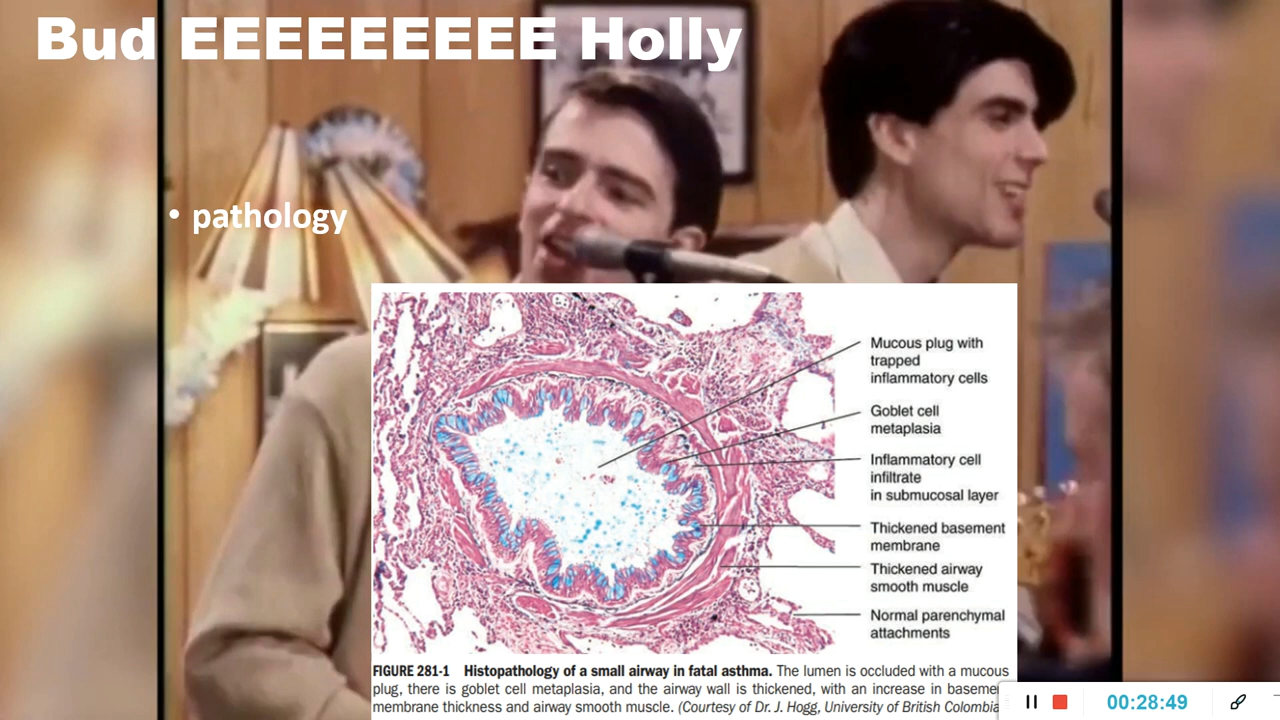 Bud EEEEEEEEE Holly
• pathology
Mucous plug with
trapped
inflammatory cells
Goblet cell
metaplasia
Inflammatory cell
infiltrate
in submucosal layer
Thickened basement
membrane
Thickened airway
smooth muscle
Normal parenchymal
attachments
FIGURE 281-1 Histopathology of a small airway in fatal asthma. The lumen is occluded with a mucous
plug, there is goblet cell metaplasia, and the airway wall is thickened, with an increase in baseme
membrane thickness and airway smooth muscle. (Courtesy of Dr. J. Hogg, University of British Colombia
00:28:49